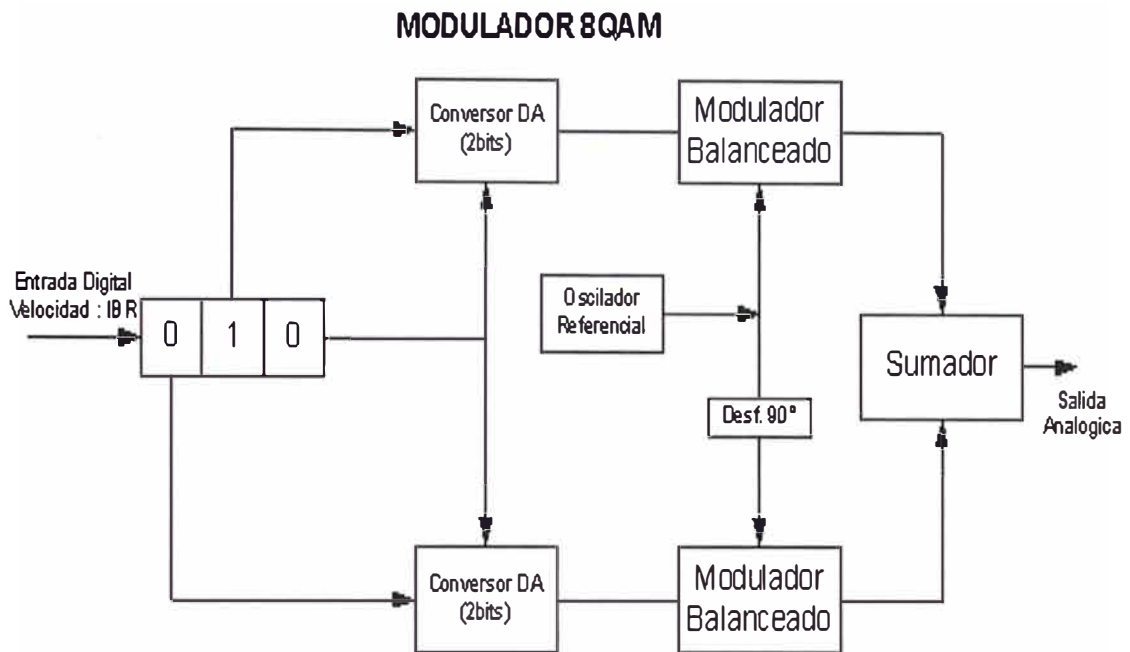 MODULADOR 8QAM
Conversor DA
(2bits)
Modulador
Balanceado
Entrada Digital
Velocidad : IBR
0 1 0
Oscilador
Referencial
Sumador
Desf. 90°
Salida
Analogica
Conversor DA
(2bits)
Modulador
Balanceado